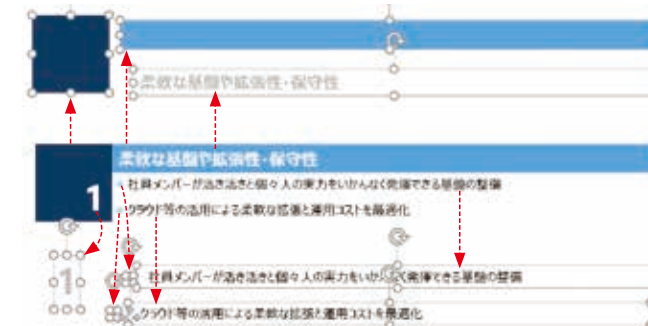 柔軟な基盤や拡張性・保守性
柔軟な基盤や拡張性・保守性
1
社員メンバーが活き活きと個々人の実力をいかんなく発揮できる基盤の整備
クラウド等の活用による柔軟な拡張と運用コストを最適化
1
社員メンバーが活き活きと個々人の実力をいかんなく発揮できる基盤の整備
クラウド等の活用による柔軟な拡張と運用コストを最適化